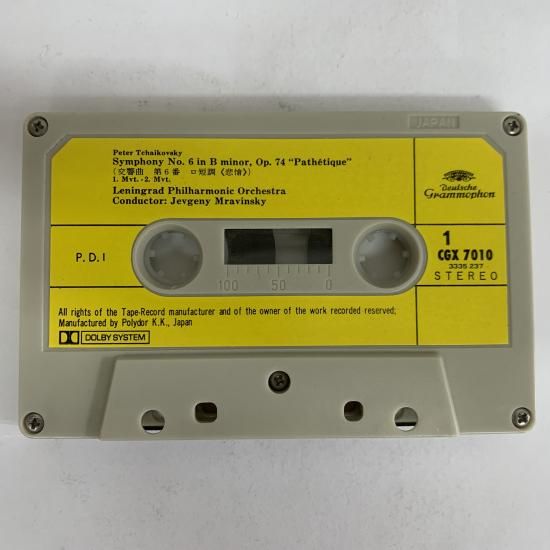 JAPAN
Peter Tchaikovsky
Symphony No. 6 in B minor, Op. 74 "Pathétique"
(交響曲 第6番 ロ短調《悲愴》)
1. Mvt.-2. Mvt.
Leningrad Philharmonic Orchestra
Conductor: Jevgeny Mravinsky
Deutsche
Grammophon
P.D.I
1
CGX 7010
3335 237
STEREO
100 50 0
All rights of the Tape-Record manufacturer and of the owner of the work recorded reserved;
Manufactured by Polydor K.K., Japan
DOLBY SYSTEM